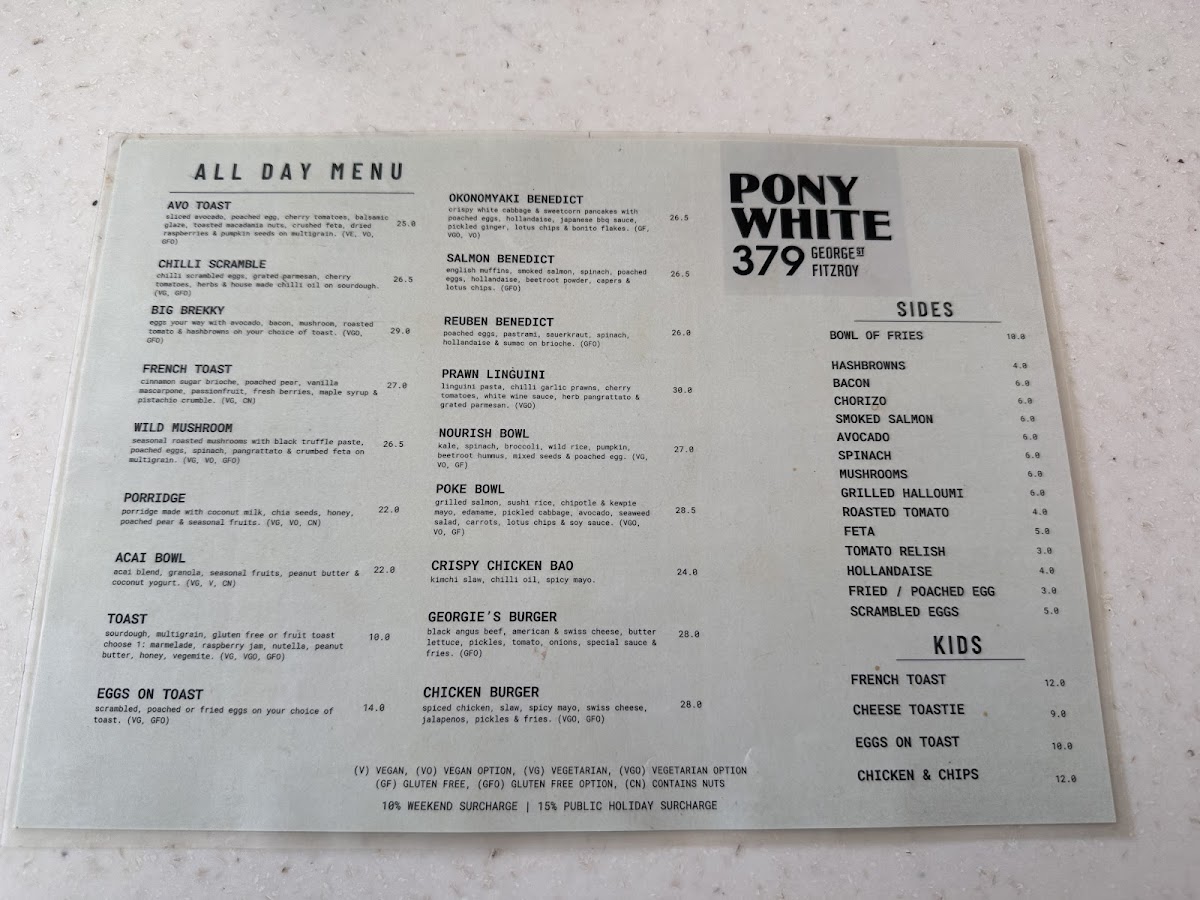 ALL DAY MENU
AVO TOAST
sliced avocado, poached egg, cherry tomatoes, balsamic
glaze, toasted macadamia nuts, crushed feta, dried 25.0
raspberries & pumpkin seeds on multigrain. (VE, VO,
GFO)
CHILLI SCRAMBLE
chilli scrambled eggs, grated parmesan, cherry 26.5
tomatoes, herbs & house made chilli oil on sourdough.
(VG, GFO)
BIG BREKKY
eggs your way with avocado, bacon, mushroom, roasted
tomato & hashbrowns on your choice of toast. (VGO, 29.0
GFO)
FRENCH TOAST
cinnamon sugar brioche, poached pear, vanilla 27.0
mascarpone, passionfruit, fresh berries, maple syrup &
pistachio crumble. (VG, CN)
WILD MUSHROOM
seasonal roasted mushrooms with black truffle paste, 26.5
poached eggs, spinach, pangrattato & crumbed feta on
multigrain. (VG, VO, GFO)
PORRIDGE
porridge made with coconut milk, chia seeds, honey, 22.0
poached pear & seasonal fruits. (VG, VO, CN)
ACAI BOWL
acai blend, granola, seasonal fruits, peanut butter & 22.0
coconut yogurt. (VG, V, CN)
TOAST
sourdough, multigrain, gluten free or fruit toast 10.0
choose 1: marmelade, raspberry jam, nutella, peanut
butter, honey, vegemite. (VG, VGO, GFO)
EGGS ON TOAST
scrambled, poached or fried eggs on your choice of 14.0
toast. (VG, GFO)
OKONOMYAKI BENEDICT
crispy white cabbage & sweetcorn pancakes with
poached eggs, hollandaise, japanese bbq sauce, 26.5
pickled ginger, lotus chips & bonito flakes. (GF,
VGO, VO)
SALMON BENEDICT
english muffins, smoked salmon, spinach, poached 26.5
eggs, hollandaise, beetroot powder, capers &
lotus chips. (GFO)
REUBEN BENEDICT
poached eggs, pastrami, sauerkraut, spinach, 26.0
hollandaise & sumac on brioche. (GFO)
PRAWN LINGUINI
linguini pasta, chilli garlic prawns, cherry 30.0
tomatoes, white wine sauce, herb pangrattato &
grated parmesan. (VGO)
NOURISH BOWL
kale, spinach, broccoli, wild rice, pumpkin, 27.0
beetroot hummus, mixed seeds & poached egg. (VG,
VO, GF)
POKE BOWL
grilled salmon, sushi rice, chipotle & kewpie
mayo, edamame, pickled cabbage, avocado, seaweed 28.5
salad, carrots, lotus chips & soy sauce. (VGO,
VO, GF)
CRISPY CHICKEN BAO
kimchi slaw, chilli oil, spicy mayo. 24.0
GEORGIE'S BURGER
black angus beef, american & swiss cheese, butter 28.0
lettuce, pickles, tomato, onions, special sauce &
fries. (GFO)
CHICKEN BURGER
spiced chicken, slaw, spicy mayo, swiss cheese, 28.0
jalapenos, pickles & fries. (VGO, GFO)
PONY
WHITE
379 GEORGE ST
FITZROY
SIDES
BOWL OF FRIES 10.0
HASHBROWNS 4.0
BACON 6.0
CHORIZO 6.0
SMOKED SALMON 6.0
AVOCADO 6.0
SPINACH 6.0
MUSHROOMS 6.0
GRILLED HALLOUMI 6.0
ROASTED TOMATO 4.0
FETA 5.0
TOMATO RELISH 3.0
HOLLANDAISE 4.0
FRIED / POACHED EGG 3.0
SCRAMBLED EGGS 5.0
KIDS
FRENCH TOAST 12.0
CHEESE TOASTIE 9.0
EGGS ON TOAST 10.0
CHICKEN & CHIPS 12.0
(V) VEGAN, (VO) VEGAN OPTION, (VG) VEGETARIAN, (VGO) VEGETARIAN OPTION
(GF) GLUTEN FREE, (GFO) GLUTEN FREE OPTION, (CN) CONTAINS NUTS
10% WEEKEND SURCHARGE | 15% PUBLIC HOLIDAY SURCHARGE